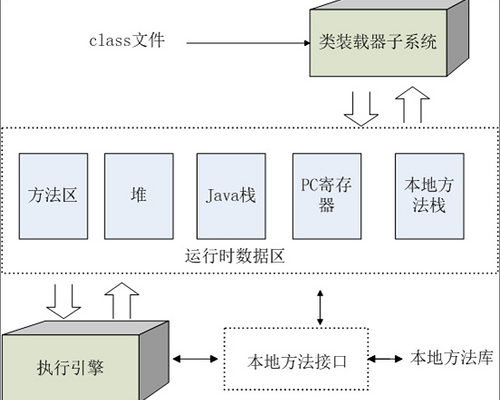 class文件
类装载器子系统
方法区
堆
Java栈
PC寄存
器
本地方
法栈
运行时数据区
执行引擎
本地方法接口
本地方法库